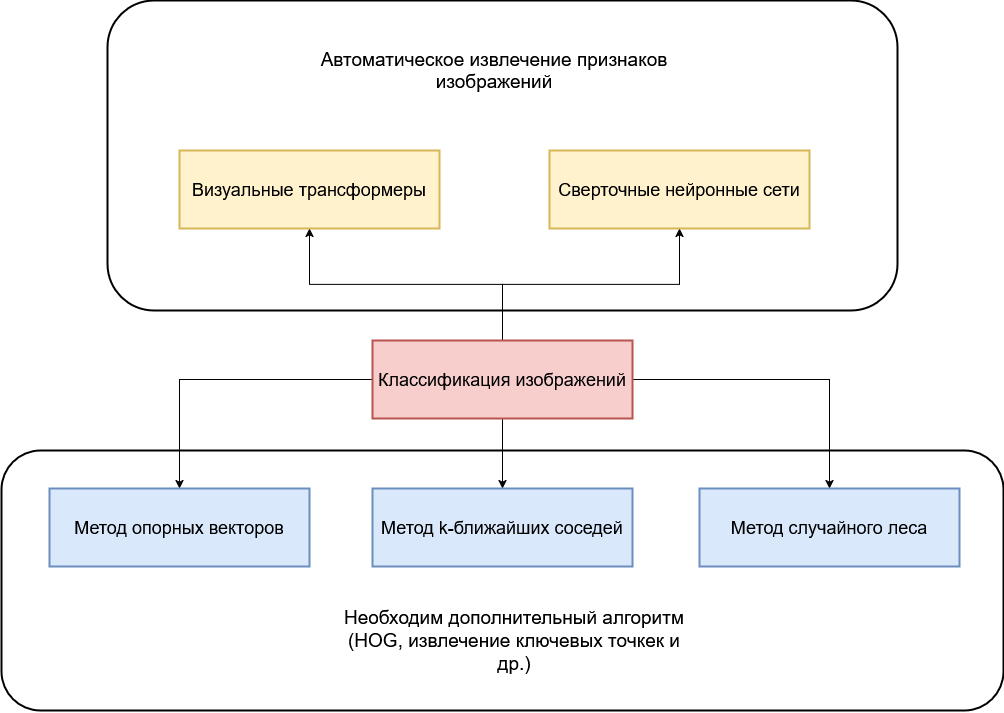 Автоматическое извлечение признаков
изображений
Визуальные трансформеры
Сверточные нейронные сети
Классификация изображений
Метод опорных векторов
Метод k-ближайших соседей
Метод случайного леса
Необходим дополнительный алгоритм
(HOG, извлечение ключевых точкек и
др.)